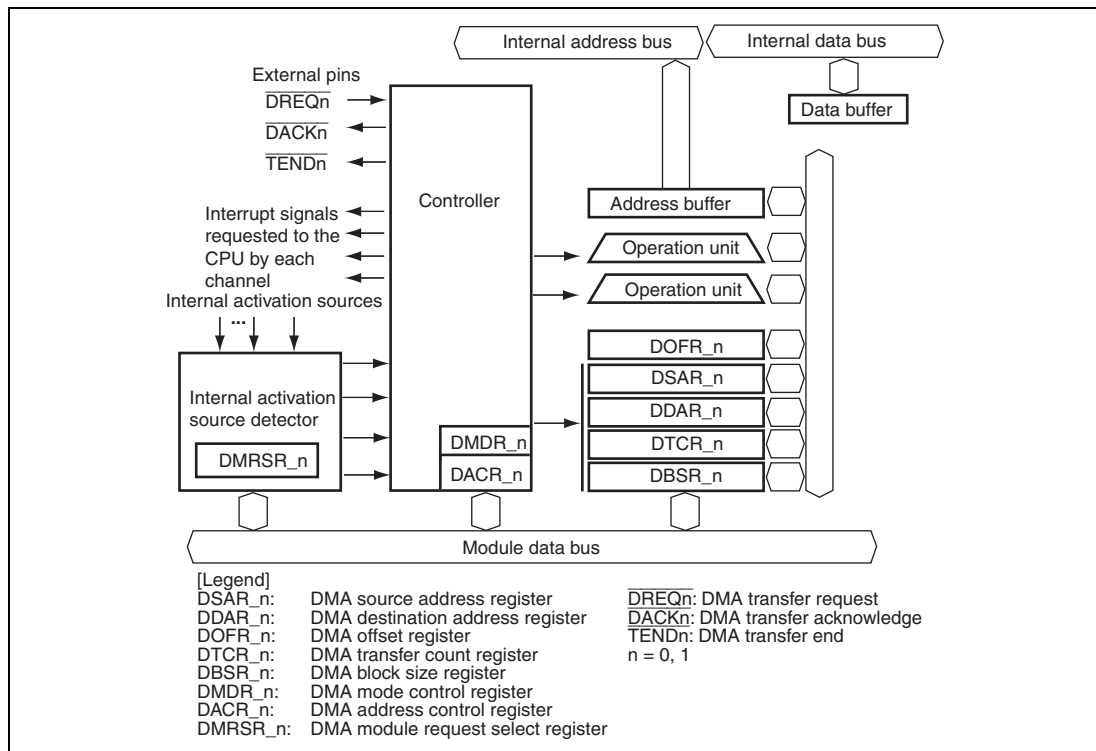 Internal address bus
Internal data bus
External pins
DREQn
DACKn
TENDn
Data buffer
Controller
Address buffer
Interrupt signals
requested to the
CPU by each
channel
Operation unit
Operation unit
Internal activation sources
...
DOFR_n
DSAR_n
DDAR_n
DTCR_n
DBSR_n
Internal activation
source detector
DMRSR_n
DMDR_n
DACR_n
Module data bus
[Legend]
DSAR_n: DMA source address register
DDAR_n: DMA destination address register
DOFR_n: DMA offset register
DTCR_n: DMA transfer count register
DBSR_n: DMA block size register
DMDR_n: DMA mode control register
DACR_n: DMA address control register
DMRSR_n: DMA module request select register
DREQn: DMA transfer request
DACKn: DMA transfer acknowledge
TENDn: DMA transfer end
n = 0, 1